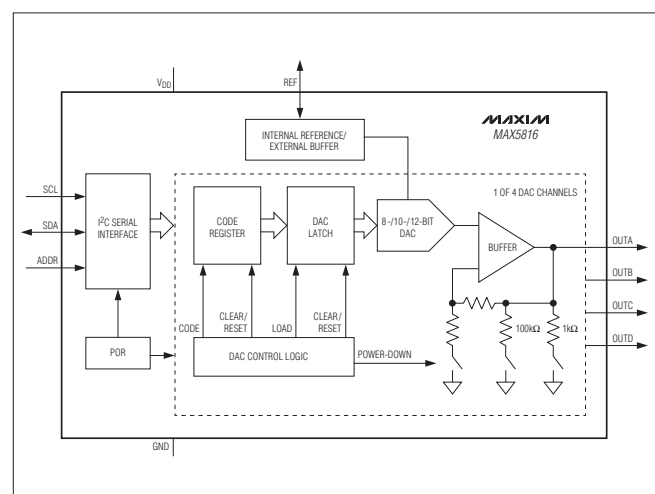 VDD
REF
MAXIM
MAX5816
INTERNAL REFERENCE/
EXTERNAL BUFFER
1 OF 4 DAC CHANNELS
SCL
SDA
ADDR
I²C SERIAL
INTERFACE
CODE
REGISTER
DAC
LATCH
8-/10-/12-BIT
DAC
BUFFER
OUTA
OUTB
OUTC
OUTD
CODE
CLEAR/
RESET
LOAD
CLEAR/
RESET
100kΩ
1kΩ
POR
DAC CONTROL LOGIC
POWER-DOWN
GND